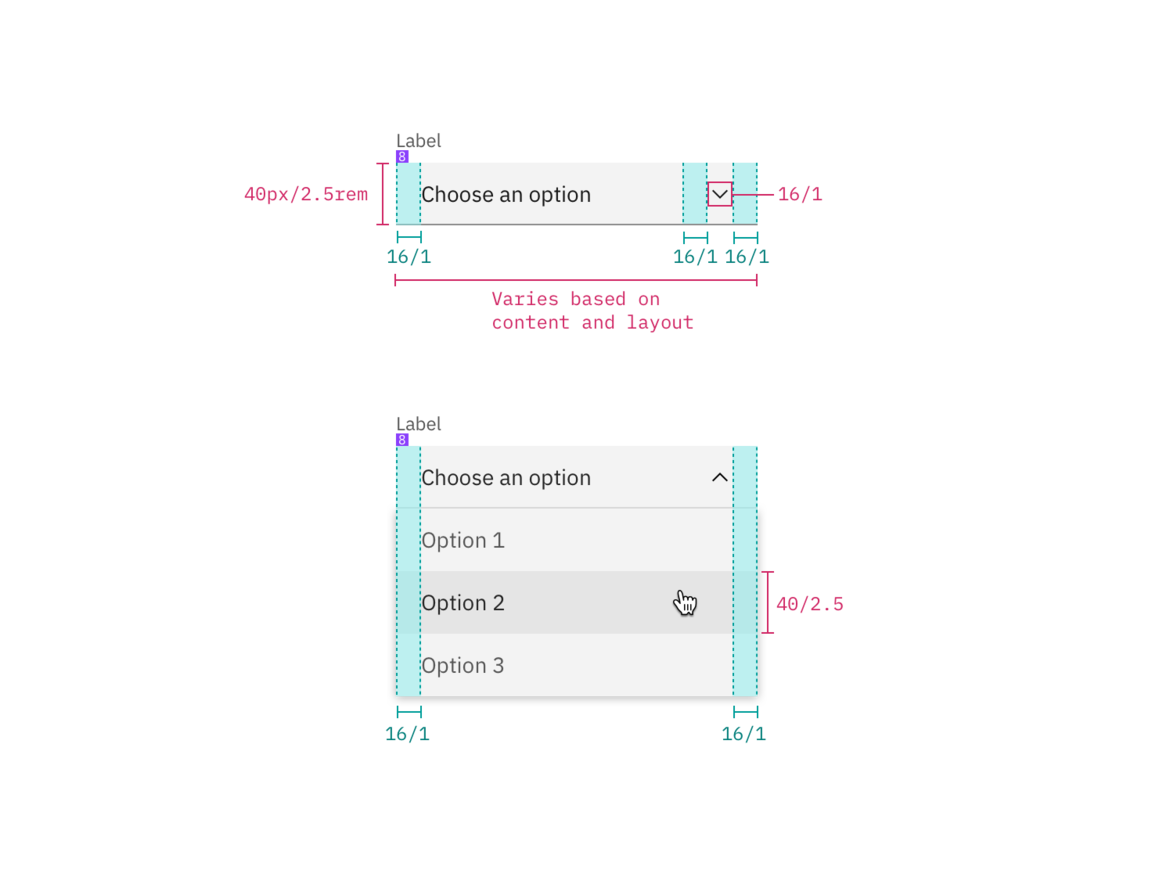 Label
8
40px/2.5rem
Choose an option
16/1
16/1
16/1
16/1
Varies based on
content and layout
Label
8
Choose an option
Option 1
Option 2
40/2.5
Option 3
16/1
16/1